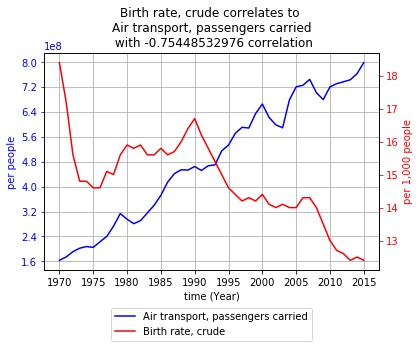 Birth rate, crude correlates to
Air transport, passengers carried
with -0.75448532976 correlation
1e8
8.0
7.2
6.4
5.6
4.8
4.0
3.2
2.4
1.6
per people
18
17
16
15
14
13
per 1,000 people
1970 1975 1980 1985 1990 1995 2000 2005 2010 2015
time (Year)
Air transport, passengers carried
Birth rate, crude